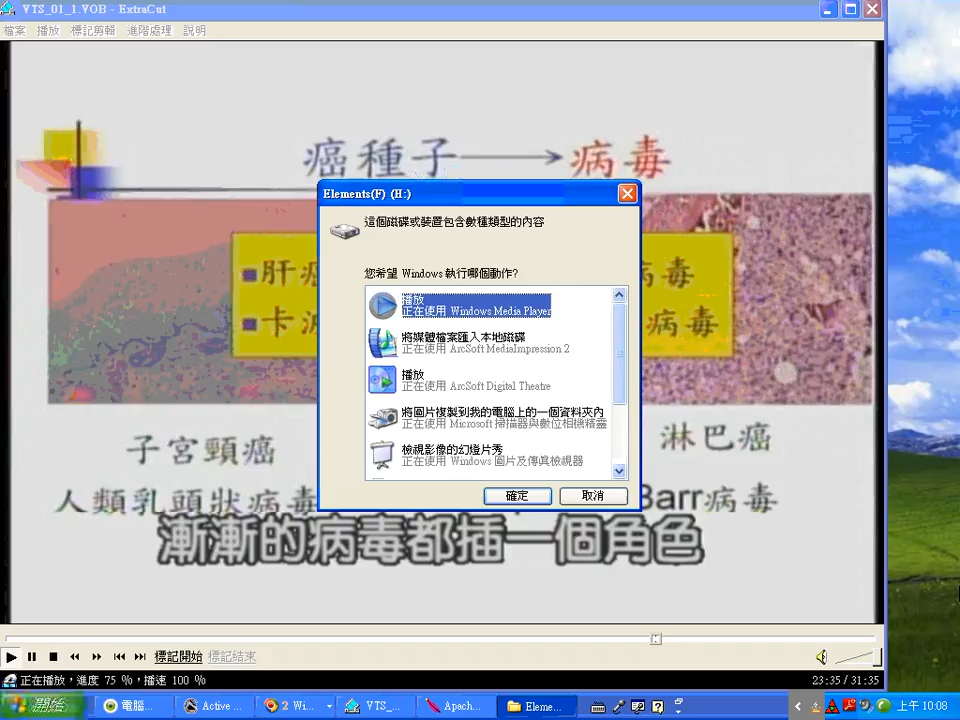 VTS_01_1.VOB - ExtraCut
檔案 播放 標記剪輯 進階處理 說明
癌種子 病毒
Elements(F) (H:)
這個磁碟或裝置包含數種類型的內容
您希望 Windows 執行哪個動作?
播放
正在使用 Windows Media Player
將媒體檔案匯入本地磁碟
正在使用 ArcSoft MediaImpression 2
播放
正在使用 ArcSoft Digital Theatre
將圖片複製到我的電腦上的一個資料夾內
正在使用 Microsoft 掃描器與數位相機精靈
檢視影像的幻燈片秀
正在使用 Windows 圖片及傳真檢視器
確定 取消
肝癌 病毒
卡波 病毒
子宮頸癌 淋巴癌
人類乳頭狀病毒 Barr病毒
漸漸的病毒都插一個角色
標記開始 標記結束
正在播放，進度 75 %，播速 100 % 23:35 / 31:35
開始 電腦... Active ... 2 Wi... VTS_... Apach... Eleme... 上午 10:08